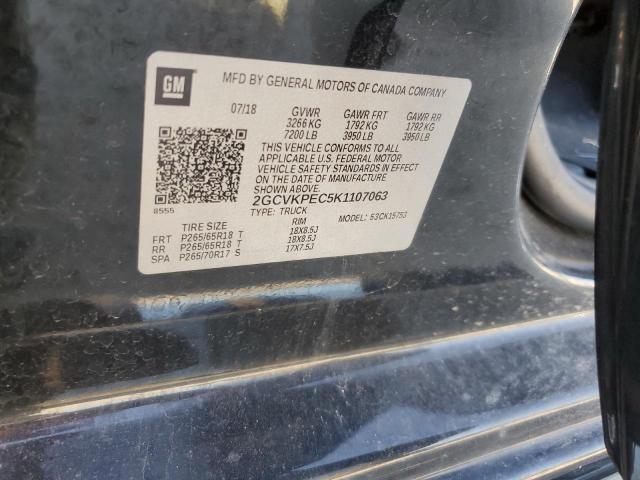 GM
MFD BY GENERAL MOTORS OF CANADA COMPANY
07/18 GVWR GAWR FRT GAWR RR
3266 KG 1792 KG 1792 KG
7200 LB 3950 LB 3950 LB
THIS VEHICLE CONFORMS TO ALL
APPLICABLE U.S. FEDERAL MOTOR
VEHICLE SAFETY STANDARDS IN EFFECT
ON THE DATE OF MANUFACTURE SHOWN ABOVE.
2GCVKPEC5K1107063
8555 TYPE: TRUCK MODEL: 53CK15753
TIRE SIZE RIM
FRT P265/65R18 T 18X8.5J
RR P265/65R18 T 18X8.5J
SPA P265/70R17 S 17X7.5J